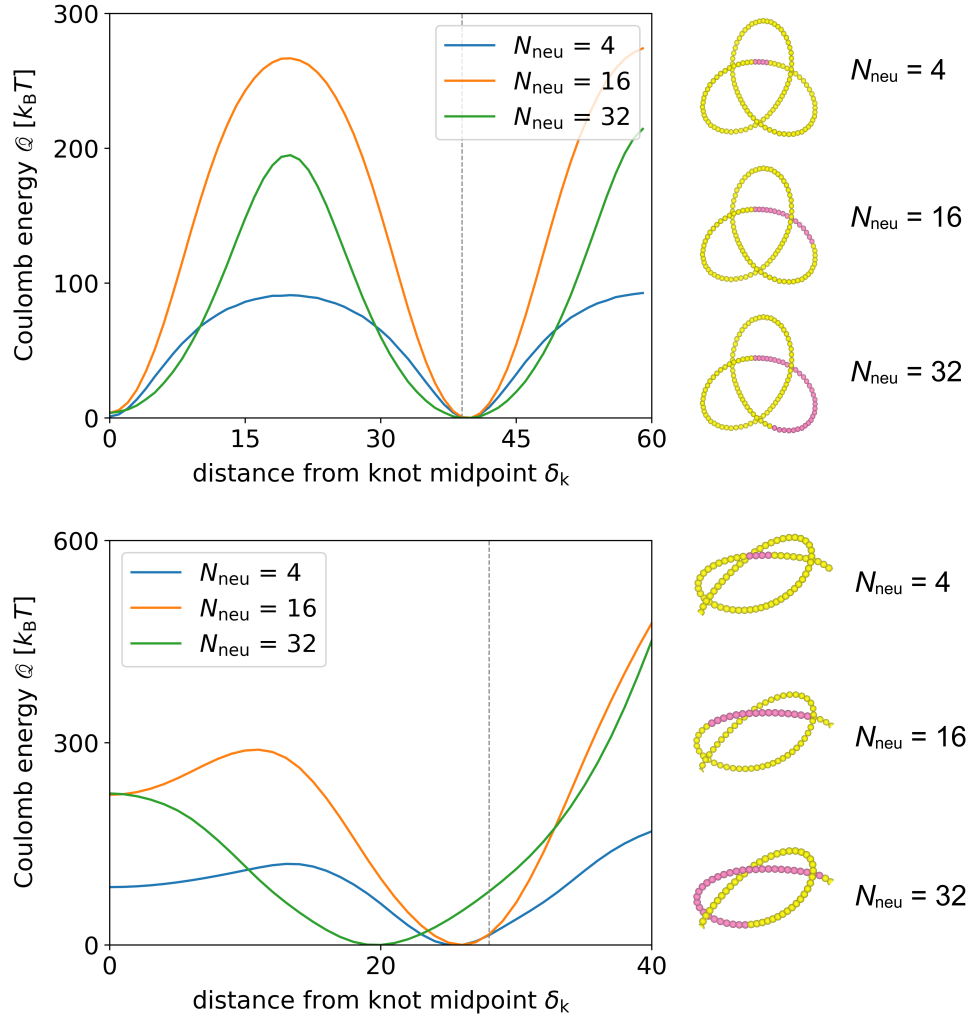 300
200
100
0
Coulomb energy 𝒬 [k_BT]
N_neu = 4
N_neu = 16
N_neu = 32
0 15 30 45 60
distance from knot midpoint δ_k
N_neu = 4
N_neu = 16
N_neu = 32
600
300
0
Coulomb energy 𝒬 [k_BT]
N_neu = 4
N_neu = 16
N_neu = 32
0 20 40
distance from knot midpoint δ_k
N_neu = 4
N_neu = 16
N_neu = 32